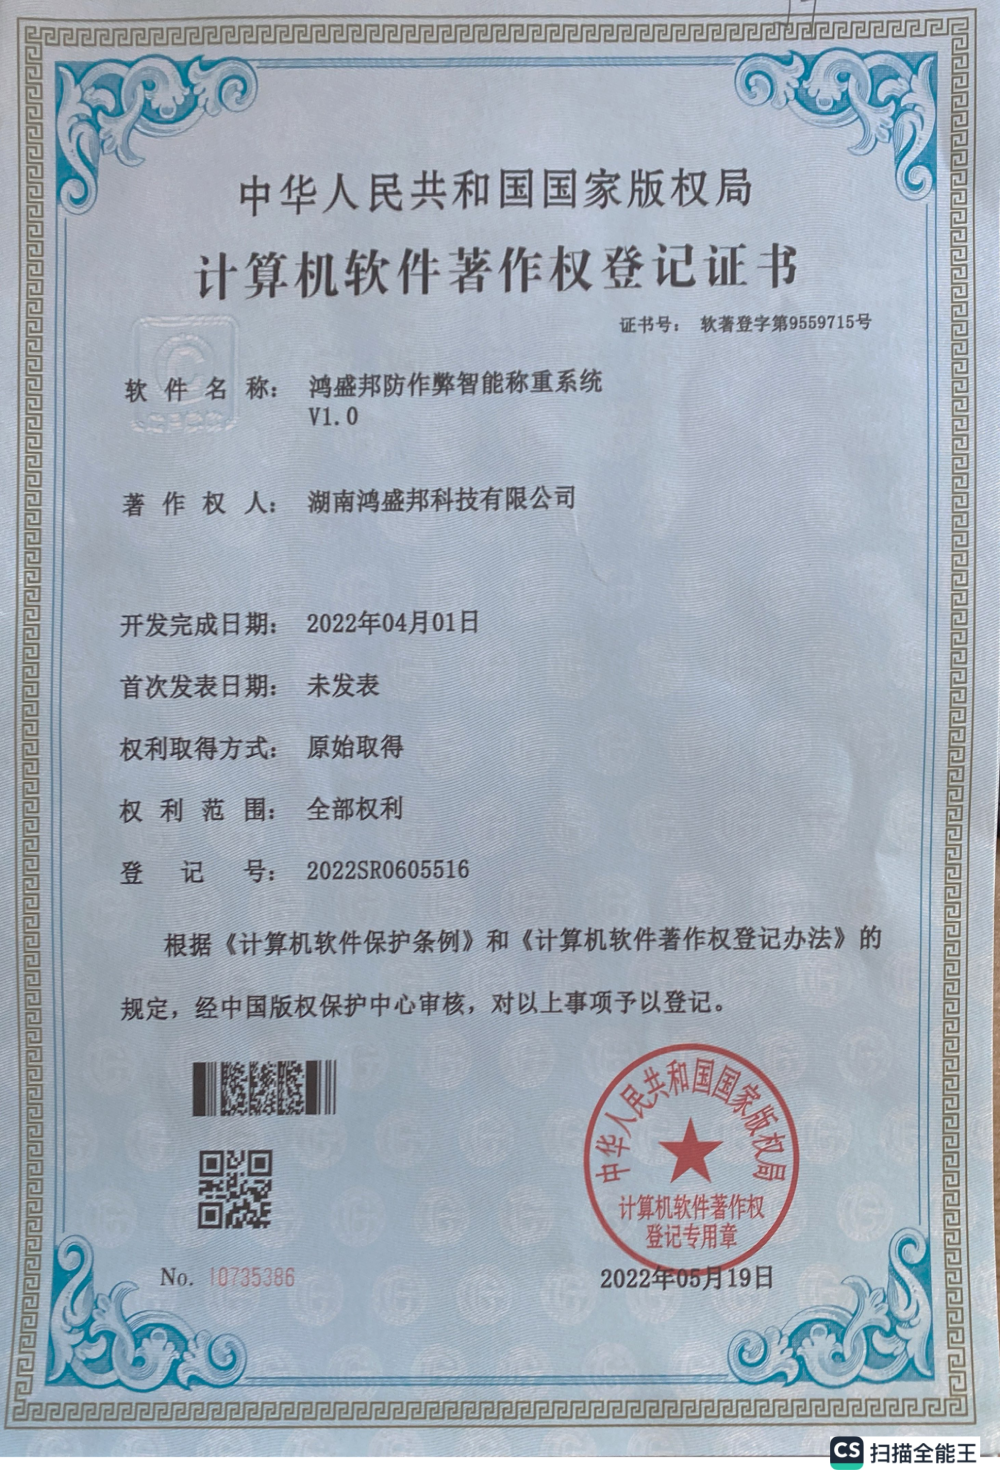 中华人民共和国国家版权局
计算机软件著作权登记证书
证书号： 软著登字第9559715号
软件名称： 鸿盛邦防作弊智能称重系统
V1.0
著作权人： 湖南鸿盛邦科技有限公司
开发完成日期： 2022年04月01日
首次发表日期： 未发表
权利取得方式： 原始取得
权利范围： 全部权利
登记号： 2022SR0605516
根据《计算机软件保护条例》和《计算机软件著作权登记办法》的
规定，经中国版权保护中心审核，对以上事项予以登记。
中华人民共和国国家版权局
计算机软件著作权
登记专用章
No. 10735386
2022年05月19日
CS 扫描全能王